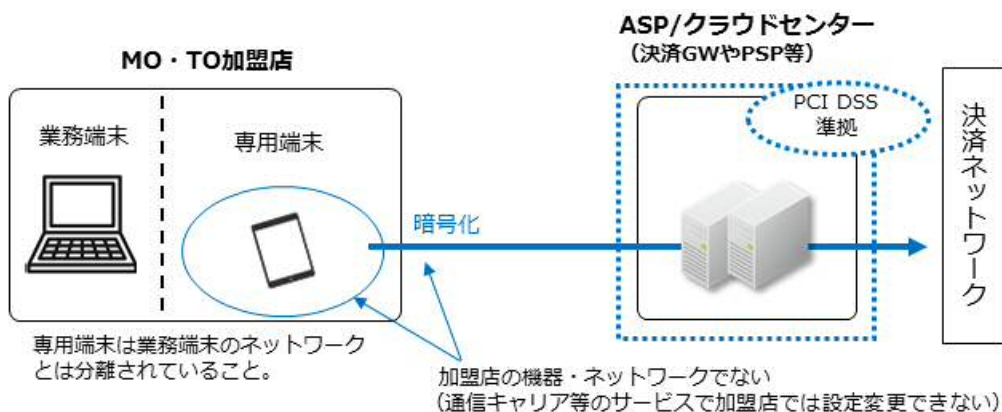 MO・TO加盟店
業務端末
専用端末
専用端末は業務端末のネットワーク
とは分離されていること。
暗号化
加盟店の機器・ネットワークでない
（通信キャリア等のサービスで加盟店では設定変更できない）
ASP/クラウドセンター
（決済GWやPSP等）
PCI DSS
準拠
決済ネットワーク